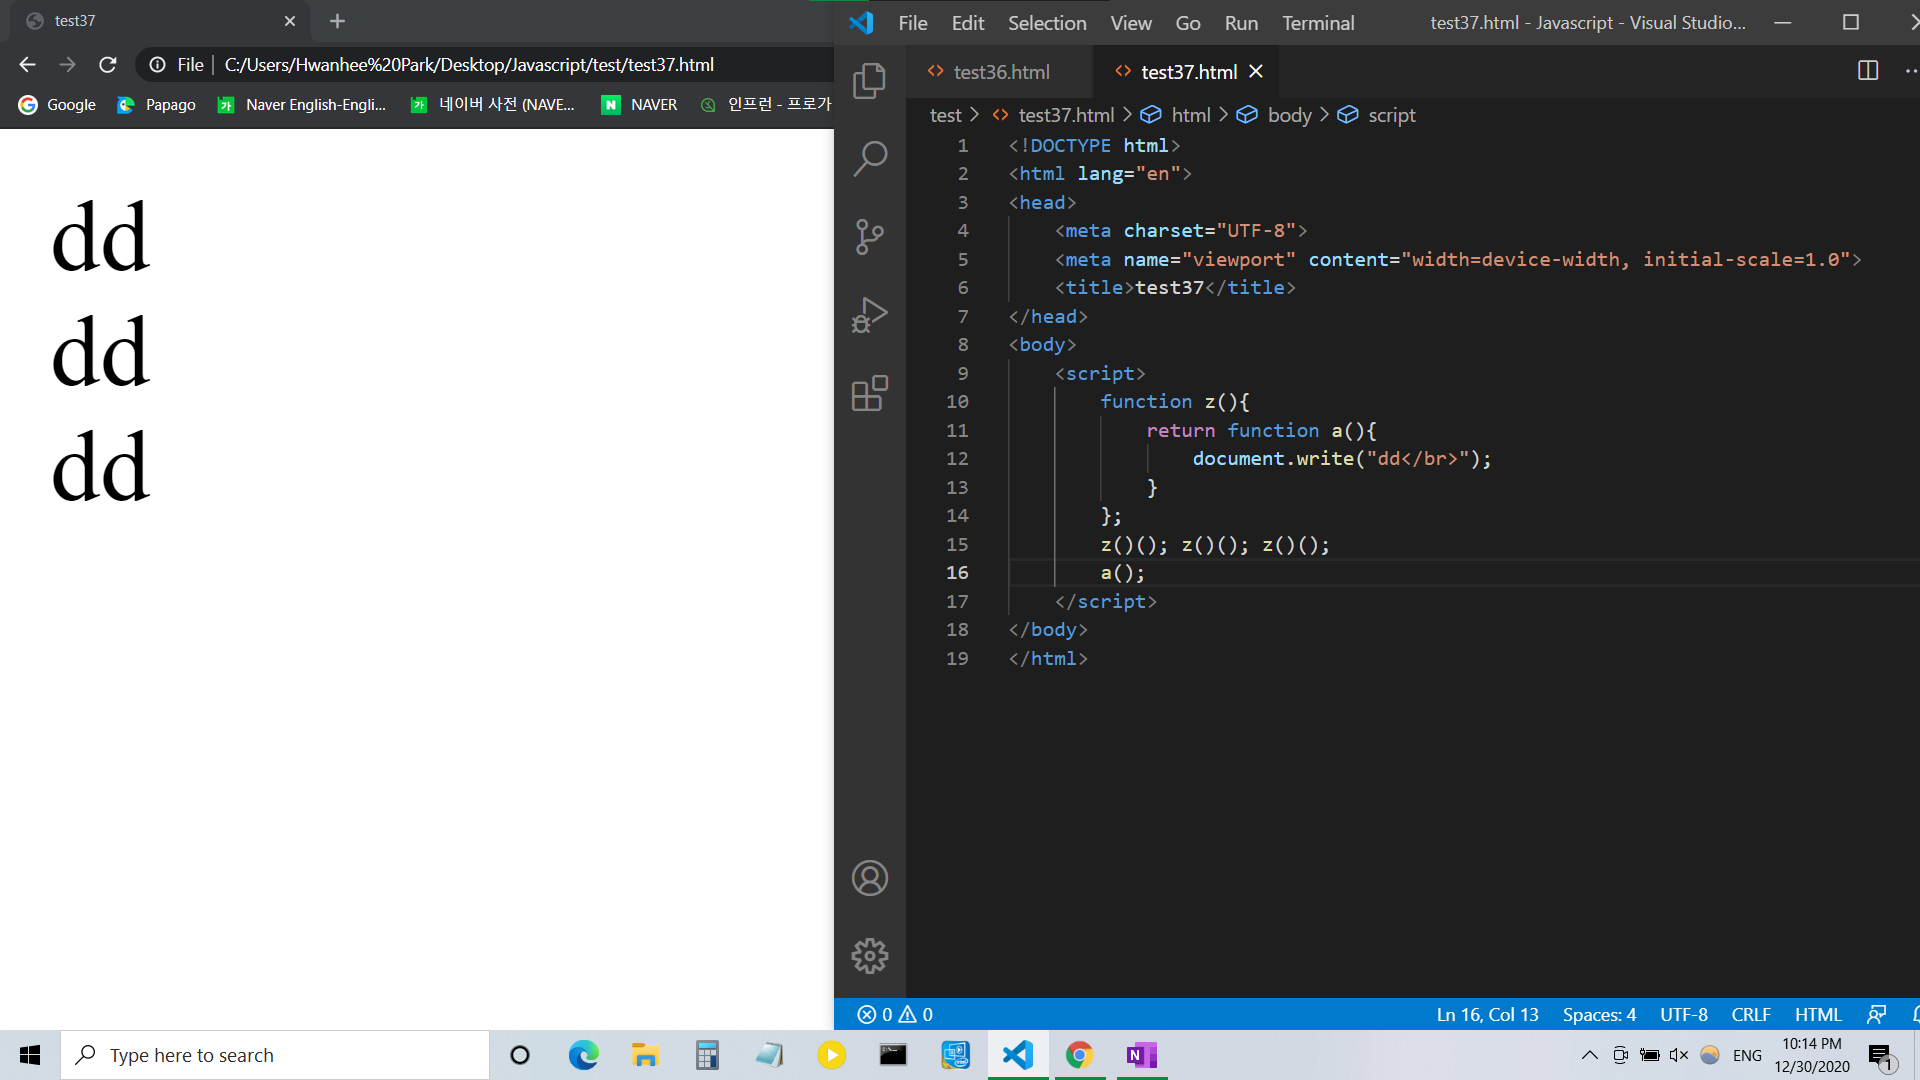 test37
File C:/Users/Hwanhee%20Park/Desktop/Javascript/test/test37.html
Google Papago Naver English-Engli... 네이버 사전 (NAVE... NAVER 인프런 - 프로가
dd
dd
dd
File Edit Selection View Go Run Terminal test37.html - Javascript - Visual Studio...
test36.html test37.html
test > test37.html > html > body > script
1 <!DOCTYPE html>
2 <html lang="en">
3 <head>
4 <meta charset="UTF-8">
5 <meta name="viewport" content="width=device-width, initial-scale=1.0">
6 <title>test37</title>
7 </head>
8 <body>
9 <script>
10 function z(){
11 return function a(){
12 document.write("dd</br>");
13 }
14 };
15 z()(); z()(); z()();
16 a();
17 </script>
18 </body>
19 </html>
0 0 Ln 16, Col 13 Spaces: 4 UTF-8 CRLF HTML
Type here to search
ENG
10:14 PM
12/30/2020
1